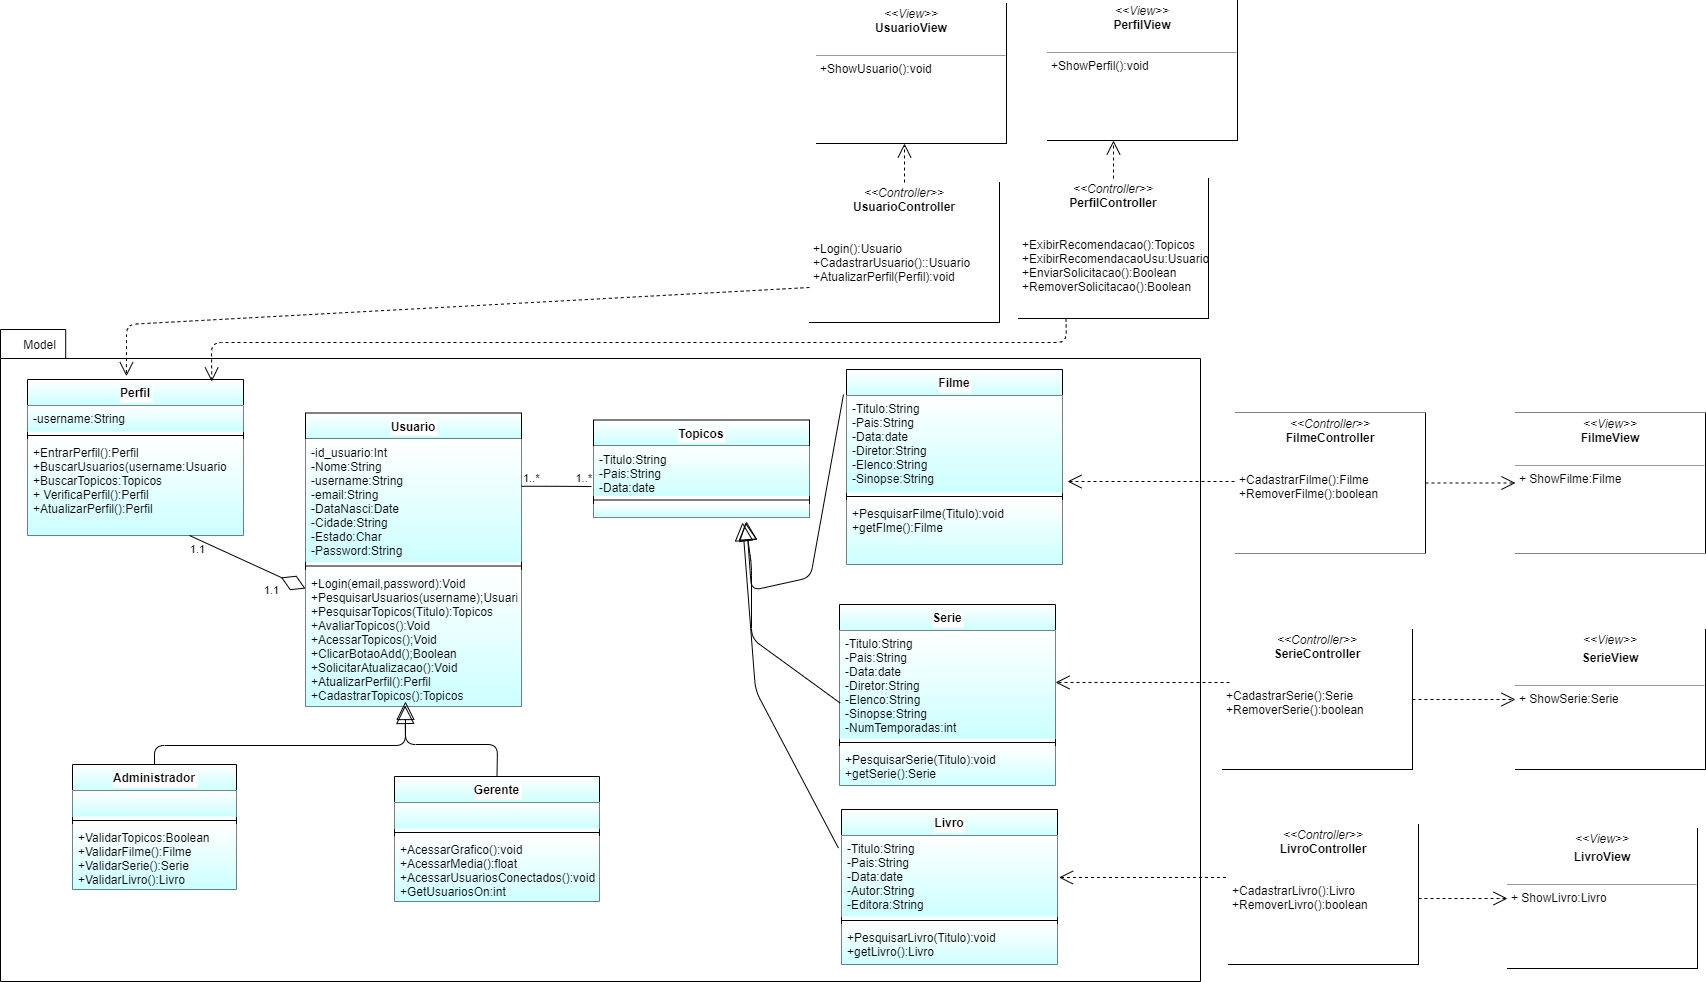 <<View>>
UsuarioView
+ShowUsuario():void
<<View>>
PerfilView
+ShowPerfil():void
<<Controller>>
UsuarioController
+Login():Usuario
+CadastrarUsuario()::Usuario
+AtualizarPerfil(Perfil):void
<<Controller>>
PerfilController
+ExibirRecomendacao():Topicos
+ExibirRecomendacaoUsu:Usuario
+EnviarSolicitacao():Boolean
+RemoverSolicitacao():Boolean
Model
Perfil
-username:String
+EntrarPerfil():Perfil
+BuscarUsuarios(username:Usuario
+BuscarTopicos:Topicos
+ VerificaPerfil():Perfil
+AtualizarPerfil():Perfil
1.1
1.1
Usuario
-id_usuario:Int
-Nome:String
-username:String
-email:String
-DataNasci:Date
-Cidade:String
-Estado:Char
-Password:String
+Login(email,password):Void
+PesquisarUsuarios(username);Usuari
+PesquisarTopicos(Titulo):Topicos
+AvaliarTopicos():Void
+AcessarTopicos();Void
+ClicarBotaoAdd();Boolean
+SolicitarAtualizacao():Void
+AtualizarPerfil():Perfil
+CadastrarTopicos():Topicos
1..*
1..*
Topicos
-Titulo:String
-Pais:String
-Data:date
Filme
-Titulo:String
-Pais:String
-Data:date
-Diretor:String
-Elenco:String
-Sinopse:String
+PesquisarFilme(Titulo):void
+getFIme():Filme
<<Controller>>
FilmeController
+CadastrarFilme():Filme
+RemoverFilme():boolean
<<View>>
FilmeView
+ ShowFilme:Filme
Serie
-Titulo:String
-Pais:String
-Data:date
-Diretor:String
-Elenco:String
-Sinopse:String
-NumTemporadas:int
+PesquisarSerie(Titulo):void
+getSerie():Serie
<<Controller>>
SerieController
+CadastrarSerie():Serie
+RemoverSerie():boolean
<<View>>
SerieView
+ ShowSerie:Serie
Administrador
+ValidarTopicos:Boolean
+ValidarFilme():Filme
+ValidarSerie():Serie
+ValidarLivro():Livro
Gerente
+AcessarGrafico():void
+AcessarMedia():float
+AcessarUsuariosConectados():void
+GetUsuariosOn:int
Livro
-Titulo:String
-Pais:String
-Data:date
-Autor:String
-Editora:String
+PesquisarLivro(Titulo):void
+getLivro():Livro
<<Controller>>
LivroController
+CadastrarLivro():Livro
+RemoverLivro():boolean
<<View>>
LivroView
+ ShowLivro:Livro